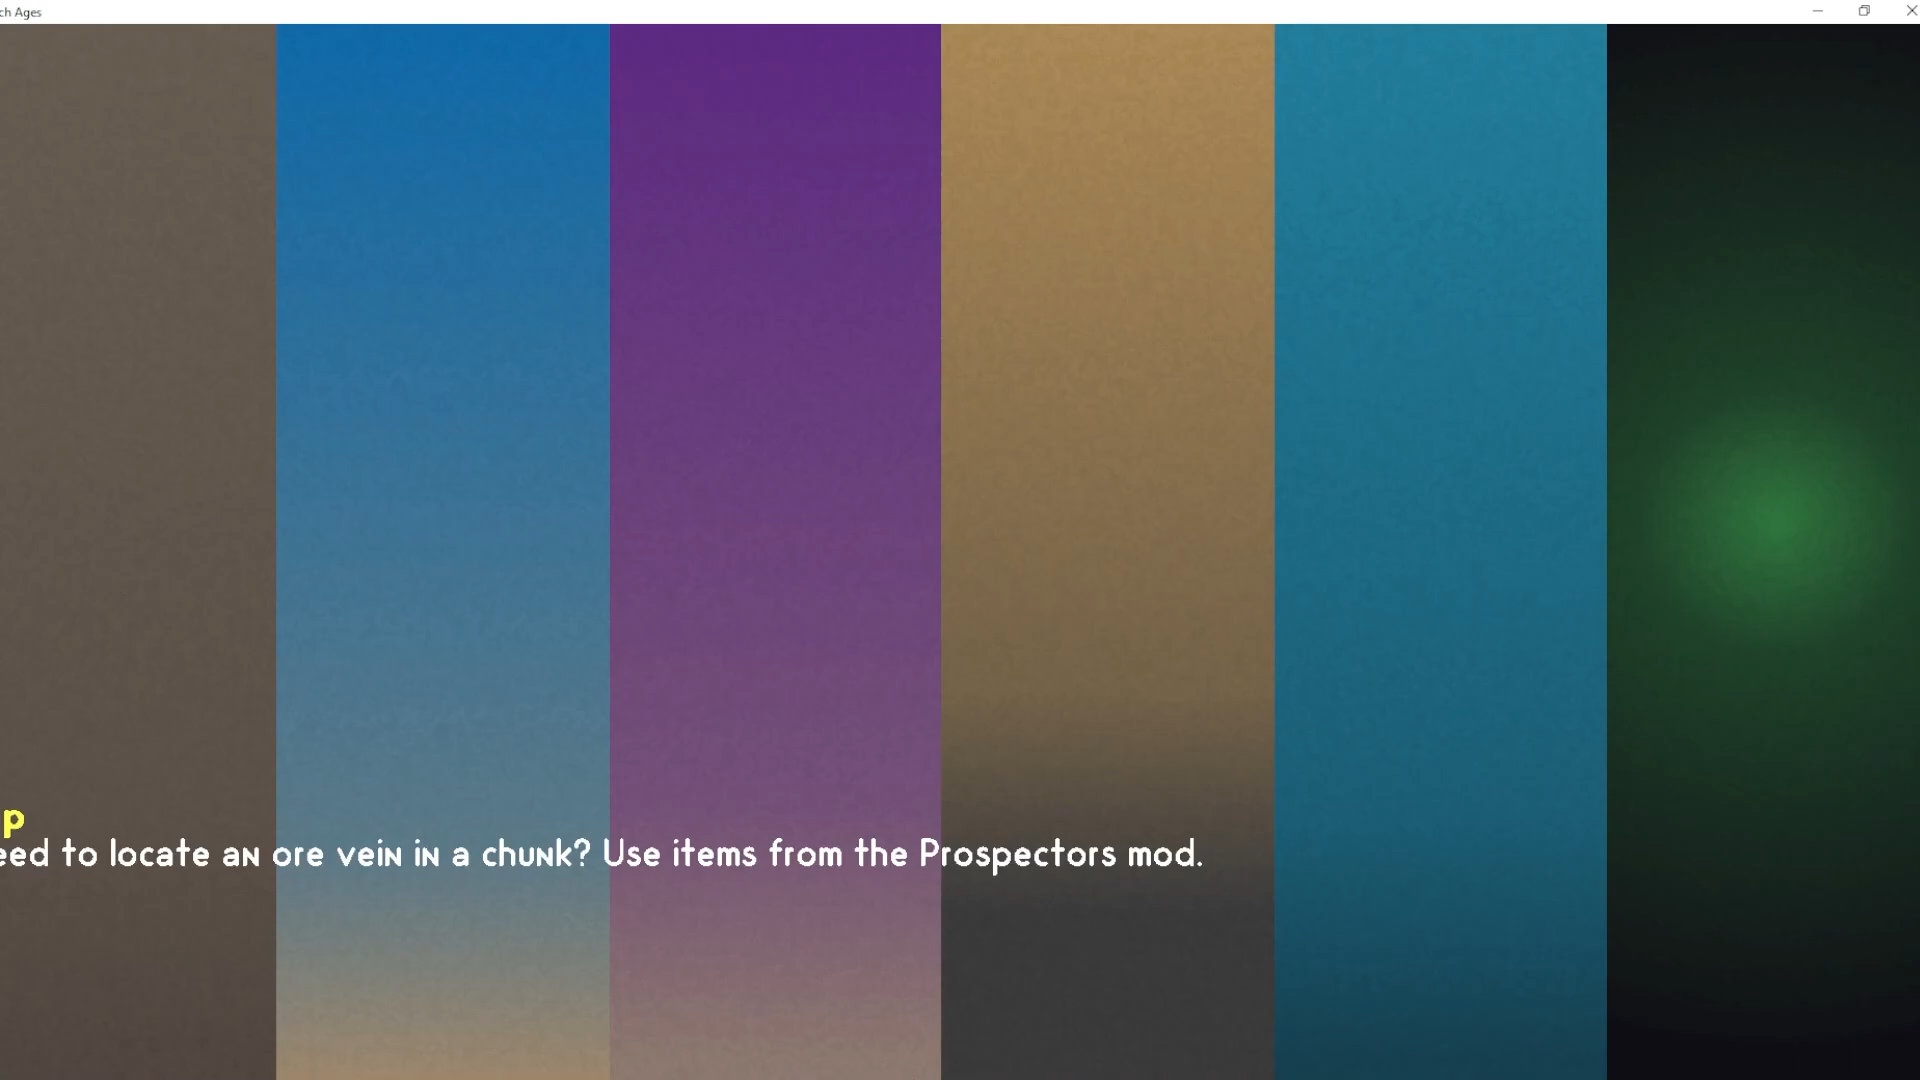 ch Ages
p
eed to locate an ore vein in a chunk? Use items from the Prospectors mod.